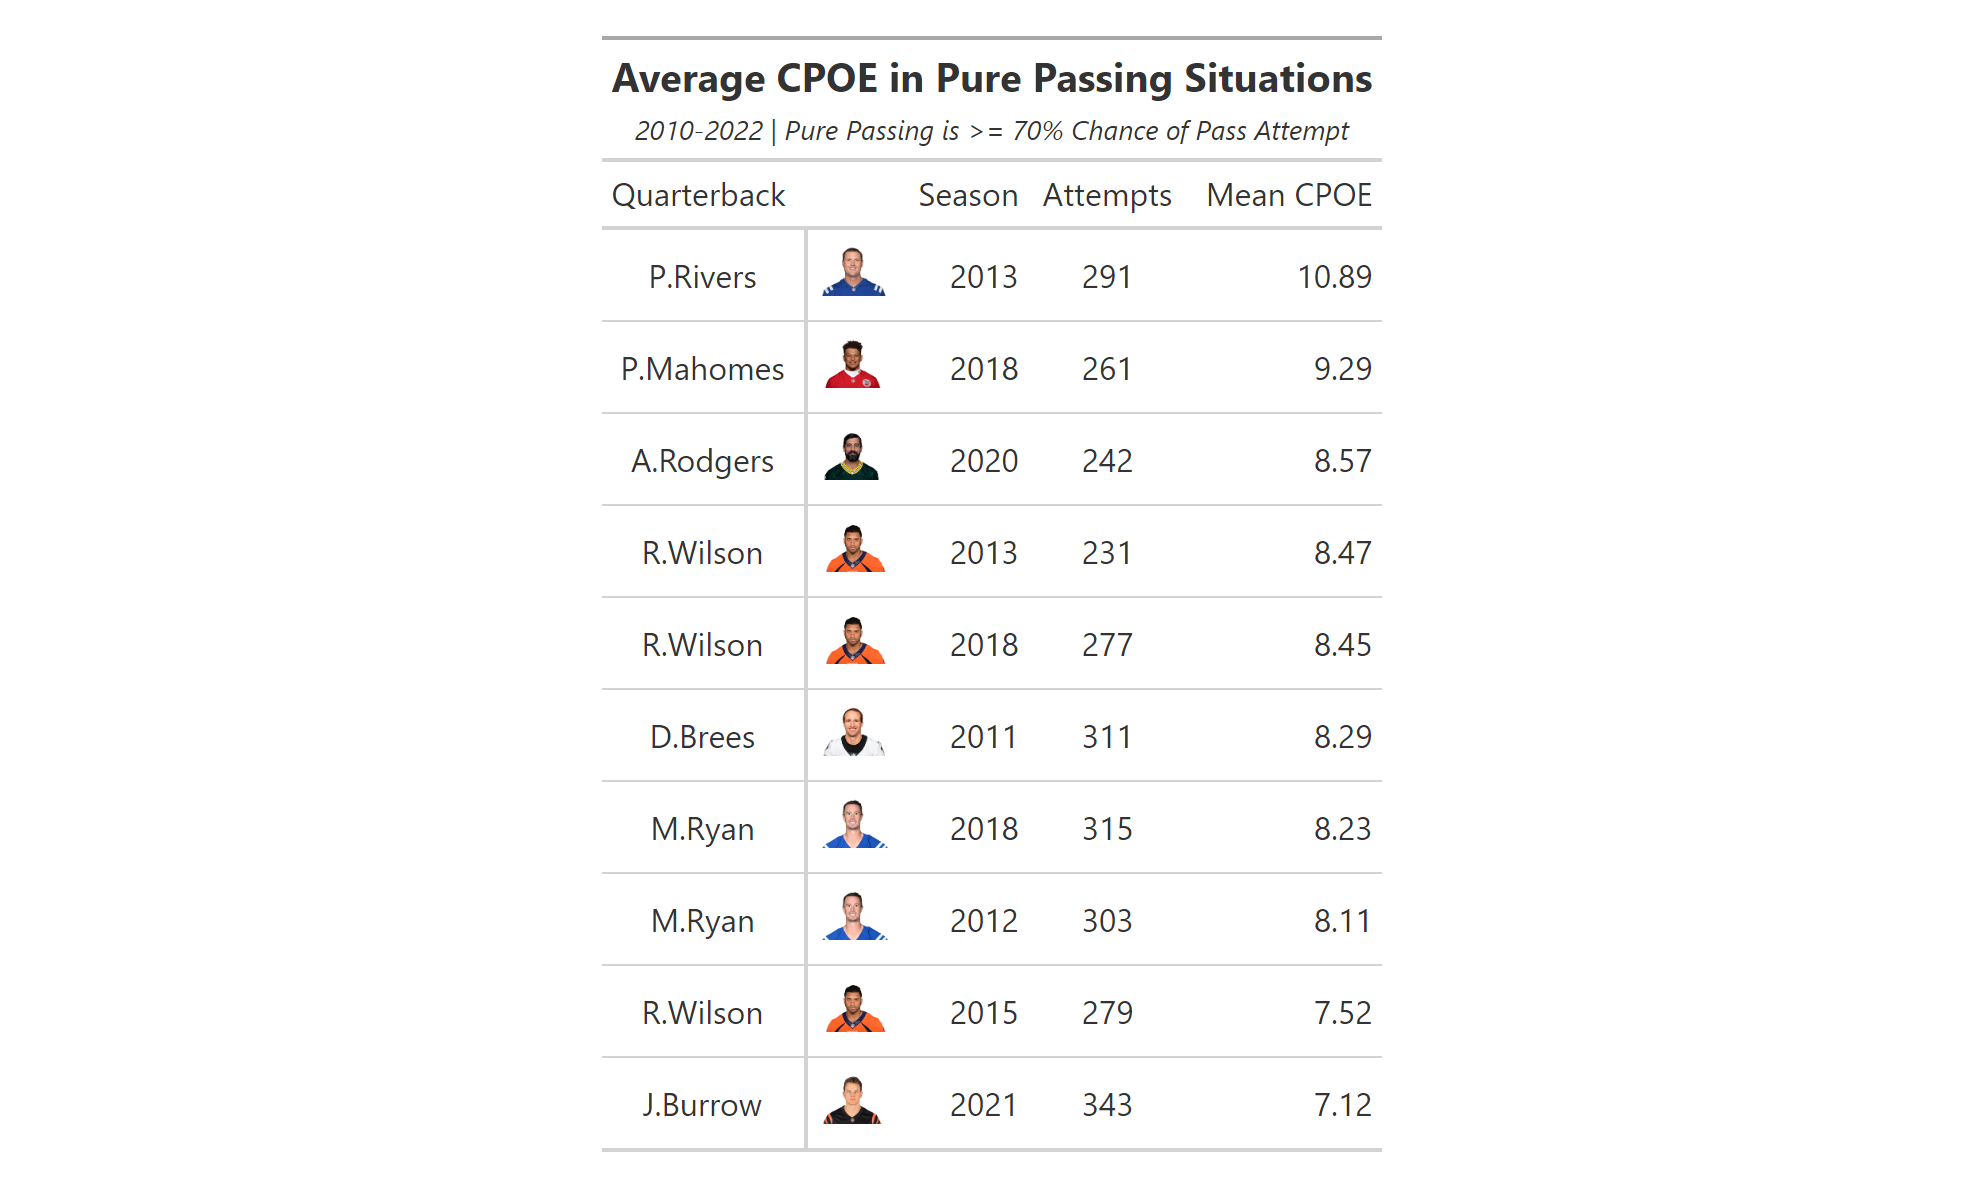 Average CPOE in Pure Passing Situations
2010-2022 | Pure Passing is >= 70% Chance of Pass Attempt
Quarterback Season Attempts Mean CPOE
P.Rivers 2013 291 10.89
P.Mahomes 2018 261 9.29
A.Rodgers 2020 242 8.57
R.Wilson 2013 231 8.47
R.Wilson 2018 277 8.45
D.Brees 2011 311 8.29
M.Ryan 2018 315 8.23
M.Ryan 2012 303 8.11
R.Wilson 2015 279 7.52
J.Burrow 2021 343 7.12